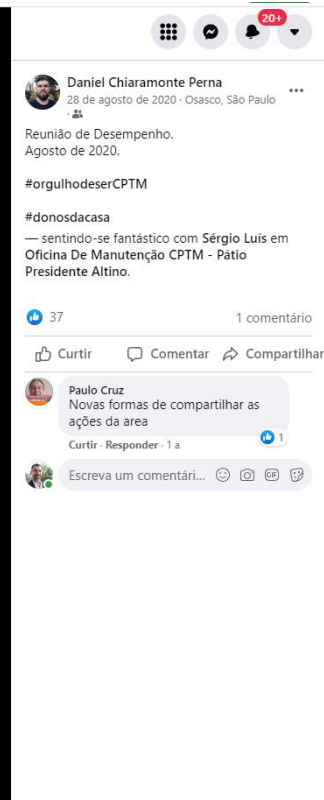 20+
Daniel Chiaramonte Perna
28 de agosto de 2020 · Osasco, São Paulo
·
Reunião de Desempenho.
Agosto de 2020.
#orgulhodeserCPTM
#donosdacasa
— sentindo-se fantástico com Sérgio Luís em
Oficina De Manutenção CPTM - Pátio
Presidente Altino.
37 1 comentário
Curtir Comentar Compartilhar
Paulo Cruz
Novas formas de compartilhar as
ações da area
Curtir · Responder · 1 a 1
Escreva um comentári... GIF